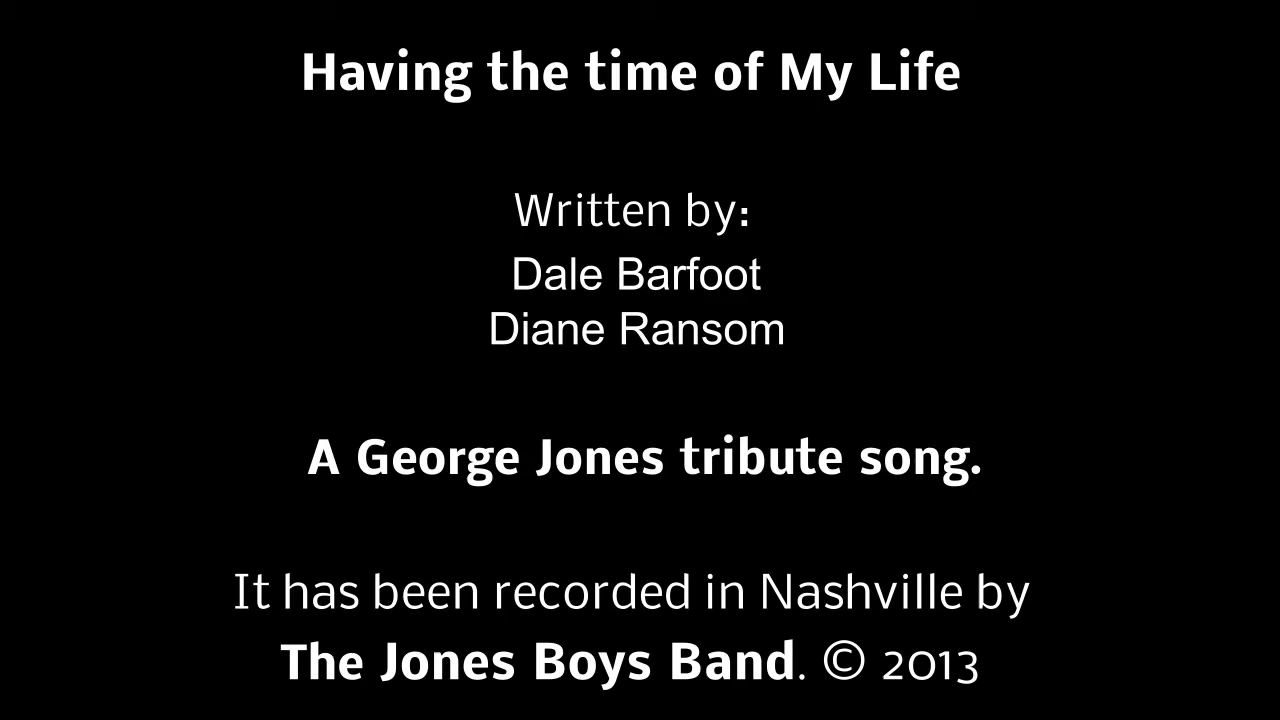 Having the time of My Life
Written by:
Dale Barfoot
Diane Ransom
A George Jones tribute song.
It has been recorded in Nashville by
The Jones Boys Band. © 2013